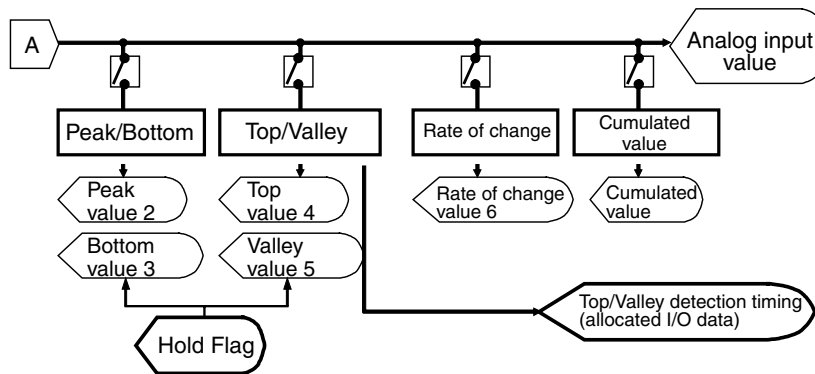 A
Analog input
value
Peak/Bottom
Top/Valley
Rate of change
Cumulated
value
Peak
value 2
Top
value 4
Rate of change
value 6
Cumulated
value
Bottom
value 3
Valley
value 5
Top/Valley detection timing
(allocated I/O data)
Hold Flag